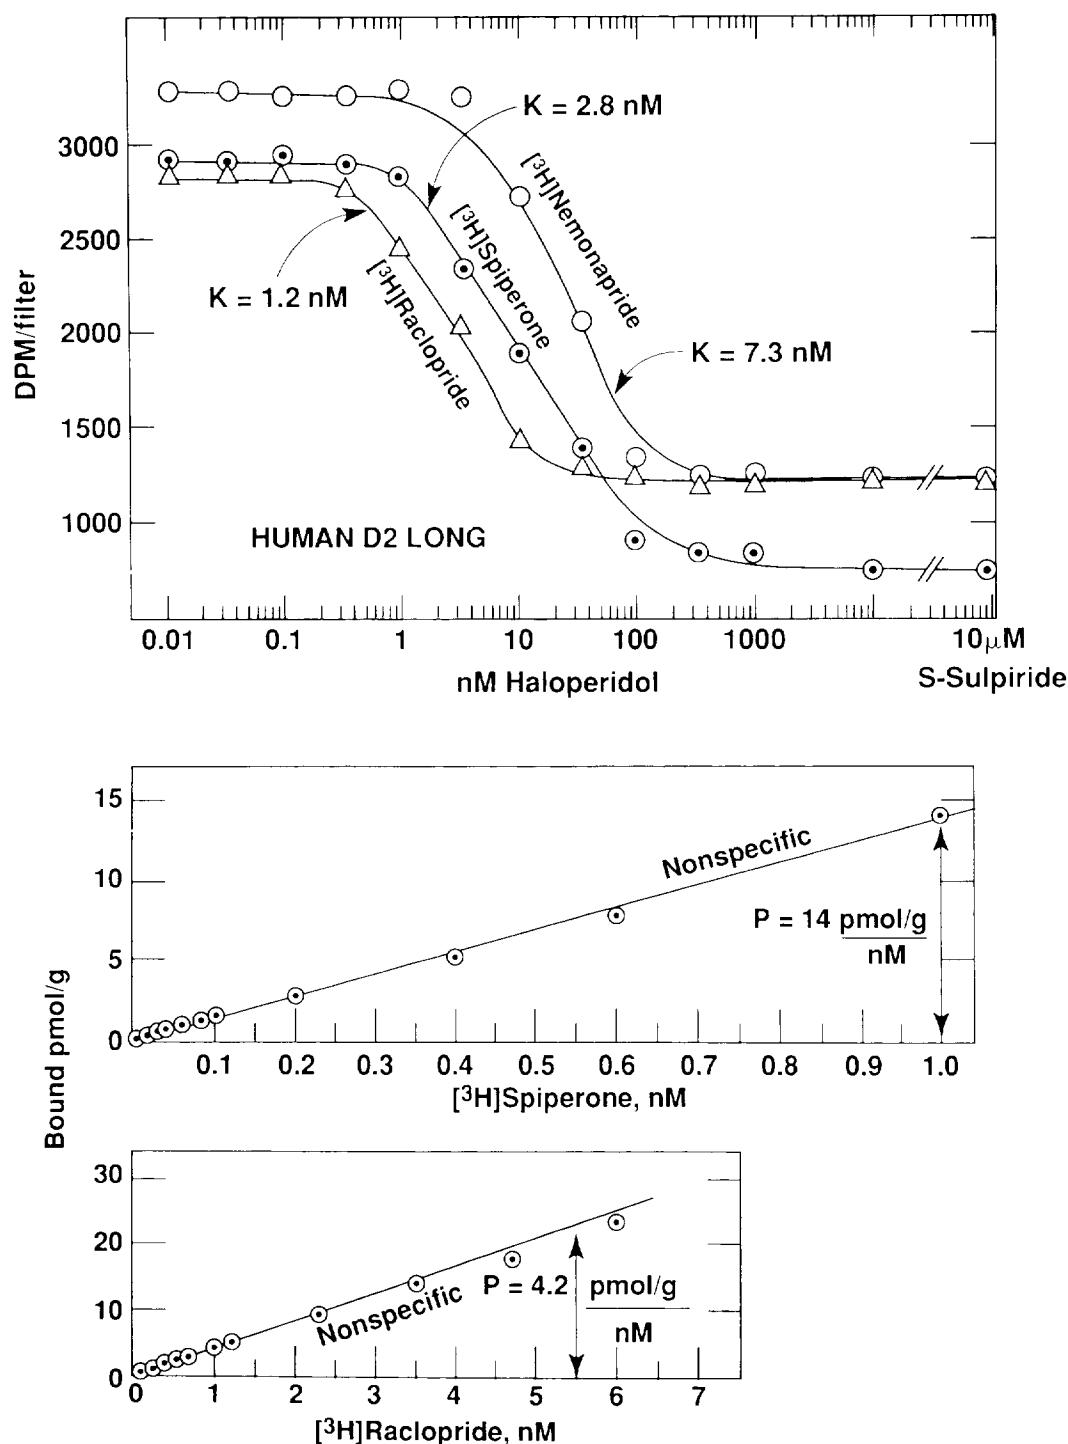 K = 2.8 nM
[³H]Nemonapride
3000
[³H]Spiperone
2500
[³H]Raclopride
K = 1.2 nM
DPM/filter
2000
K = 7.3 nM
1500
1000
HUMAN D2 LONG
0.01 0.1 1 10 100 1000 10µM
nM Haloperidol
S-Sulpiride
15
Nonspecific
10
P = 14 pmol/g
nM
5
0
0.1 0.2 0.3 0.4 0.5 0.6 0.7 0.8 0.9 1.0
[³H]Spiperone, nM
Bound pmol/g
30
20
P = 4.2 pmol/g
nM
Nonspecific
10
0
0 1 2 3 4 5 6 7
[³H]Raclopride, nM